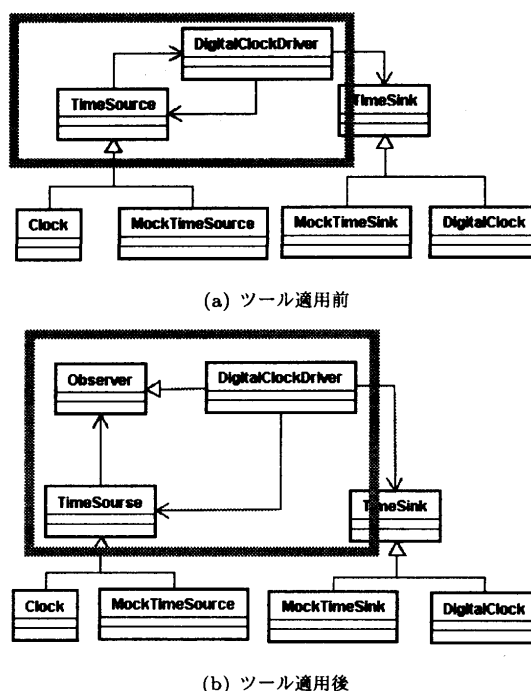 DigitalClockDriver
TimeSource
TimeSink
Clock
MockTimeSource
MockTimeSink
DigitalClock
(a) ツール適用前
Observer
DigitalClockDriver
TimeSourse
TimeSink
Clock
MockTimeSource
MockTimeSink
DigitalClock
(b) ツール適用後